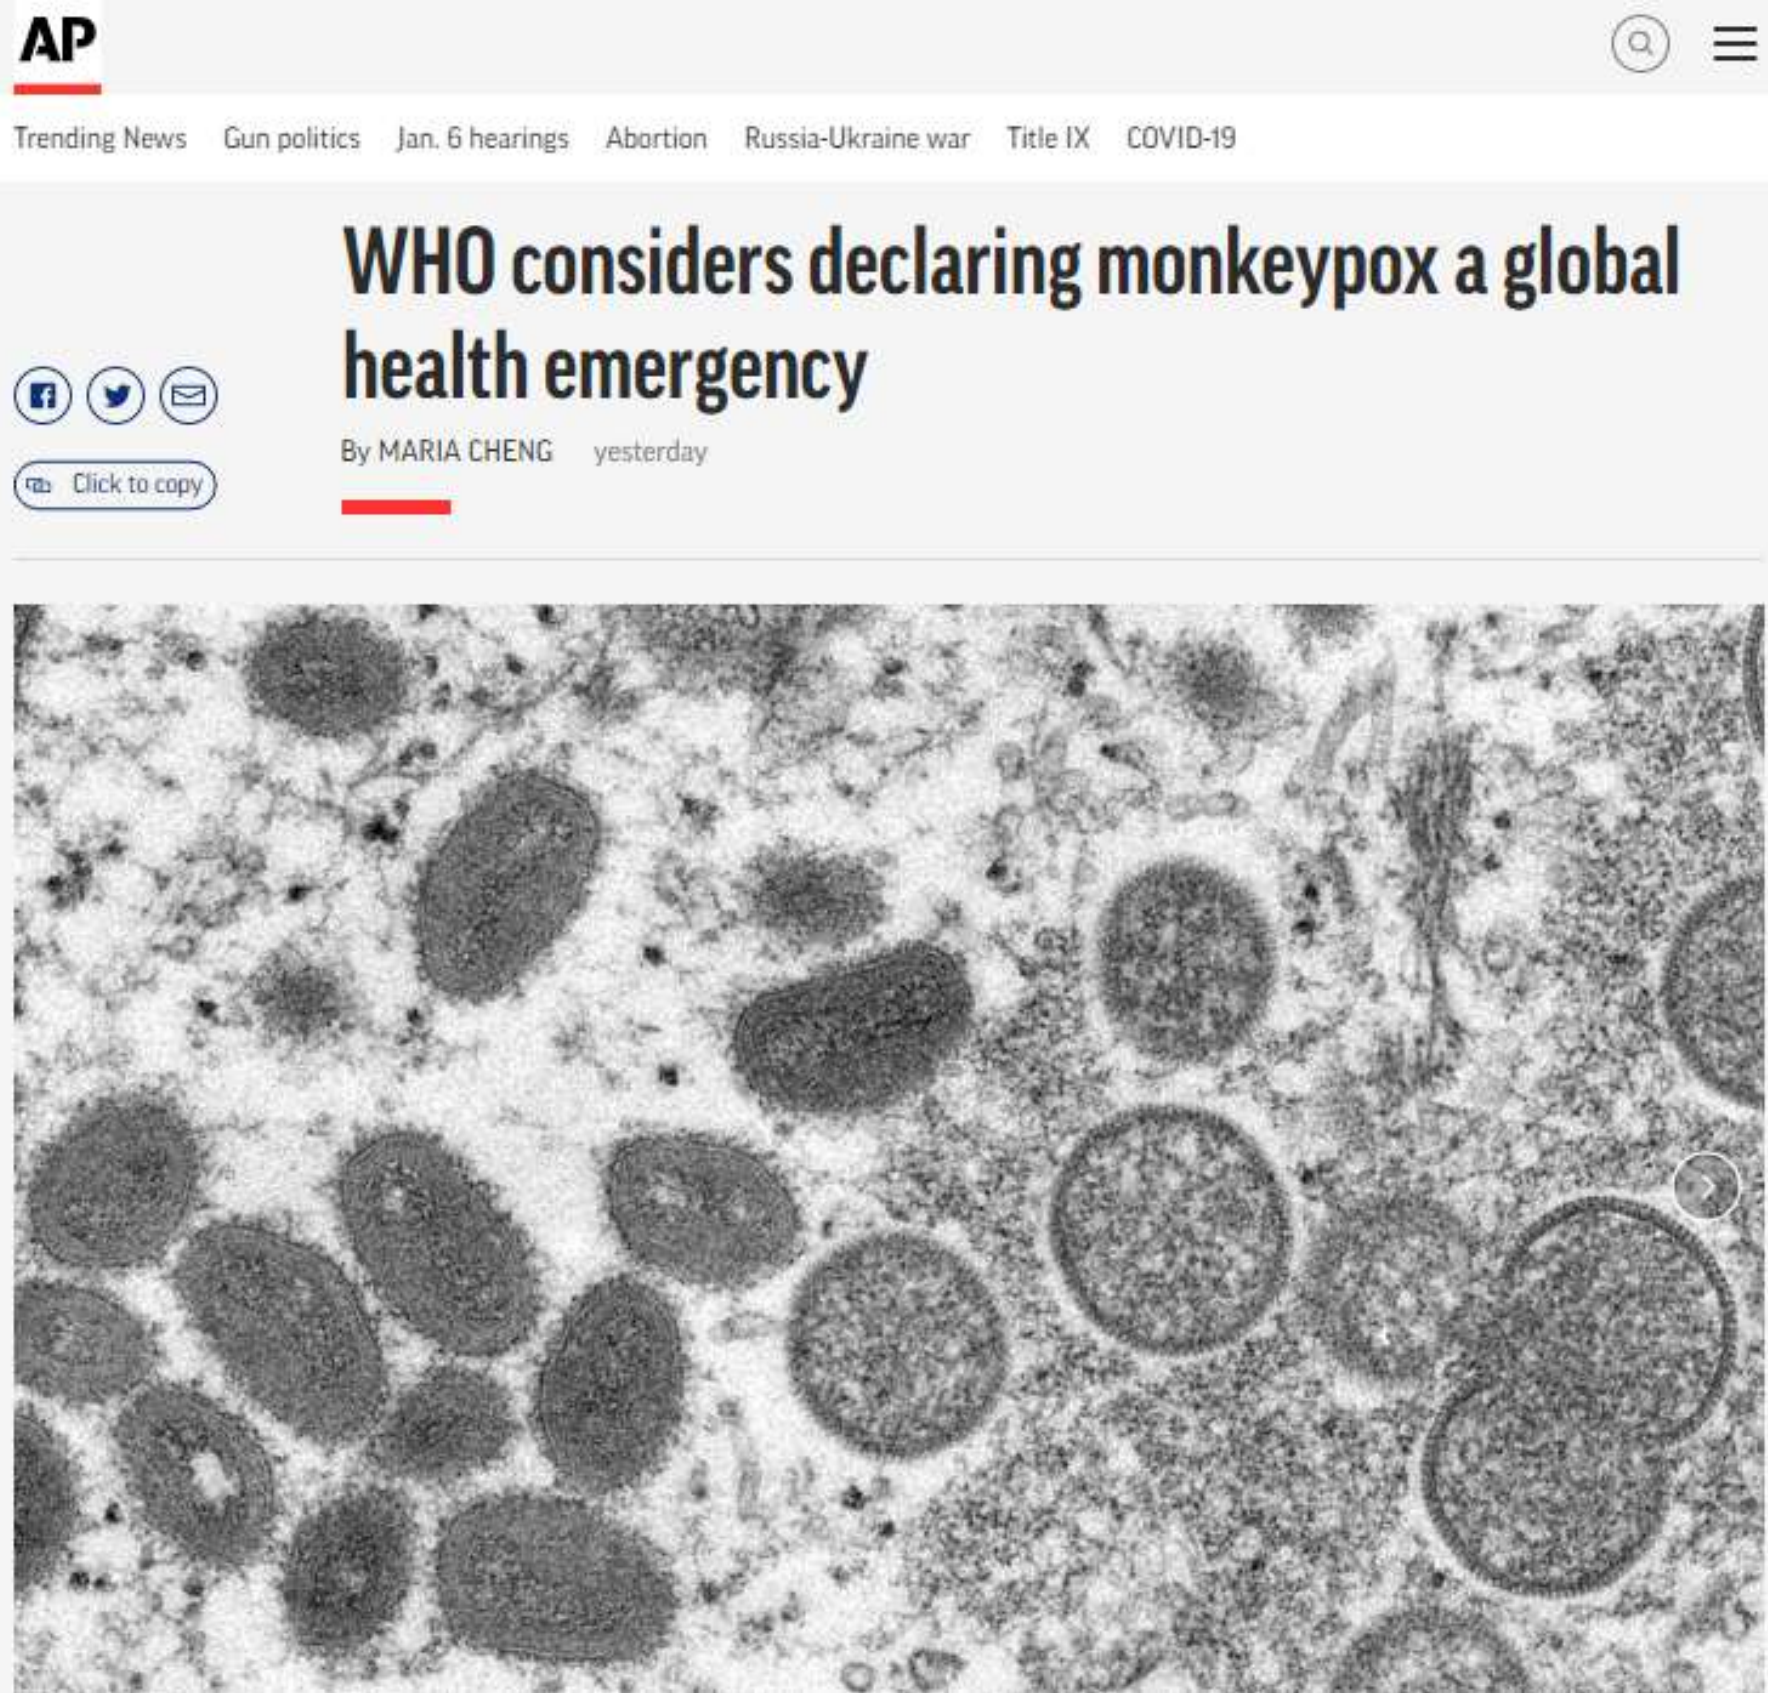 AP
Trending News Gun politics Jan. 6 hearings Abortion Russia-Ukraine war Title IX COVID-19
WHO considers declaring monkeypox a global
health emergency
By MARIA CHENG yesterday
Click to copy